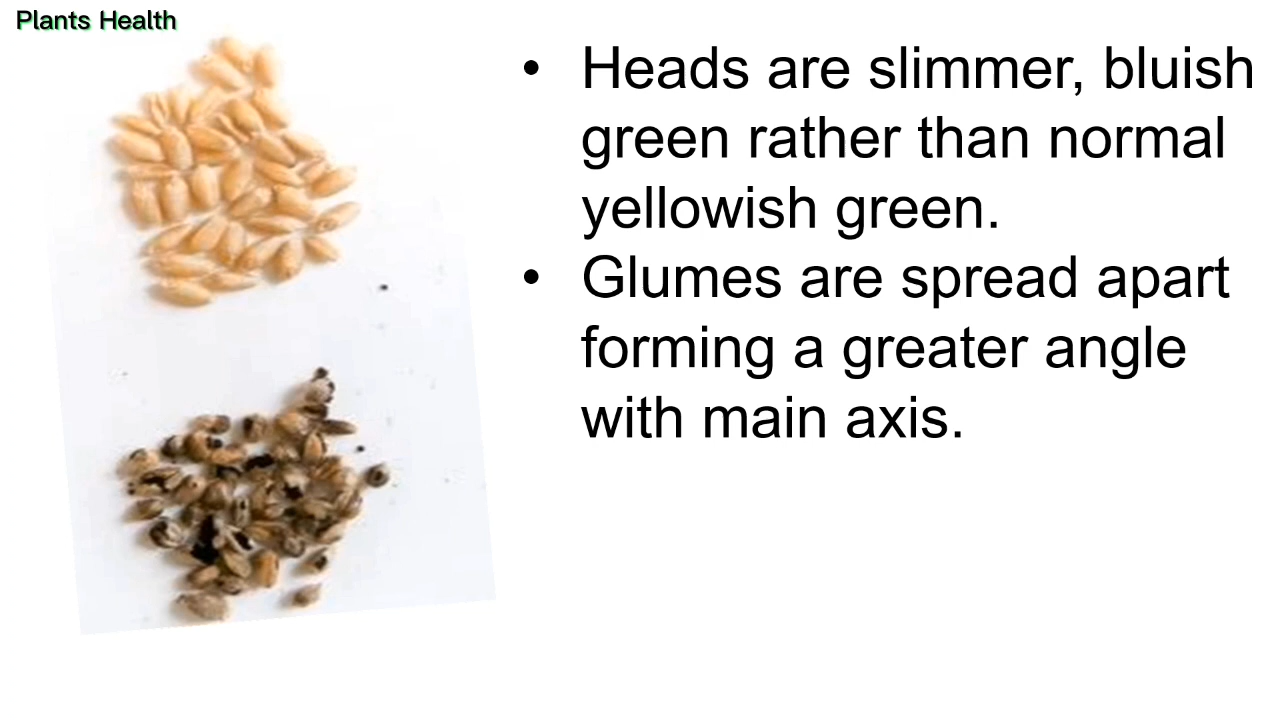 Plants Health
• Heads are slimmer, bluish
green rather than normal
yellowish green.
• Glumes are spread apart
forming a greater angle
with main axis.